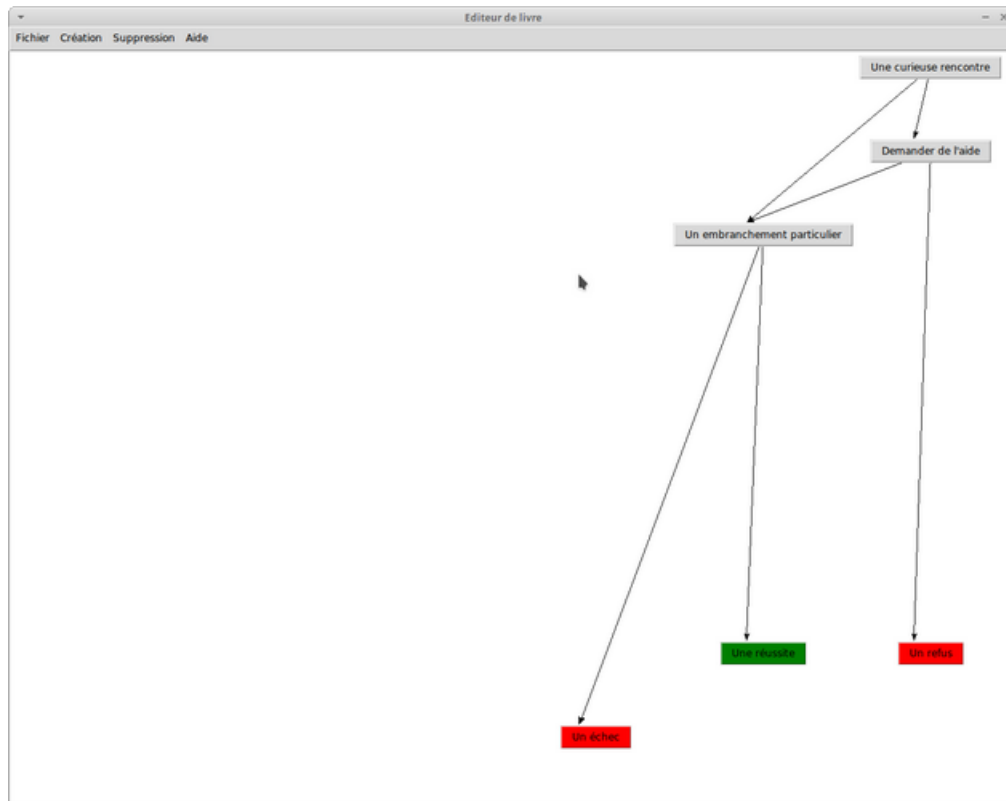 Editeur de livre
Fichier Création Suppression Aide
Une curieuse rencontre
Demander de l'aide
Un embranchement particulier
Une réussite
Un refus
Un échec